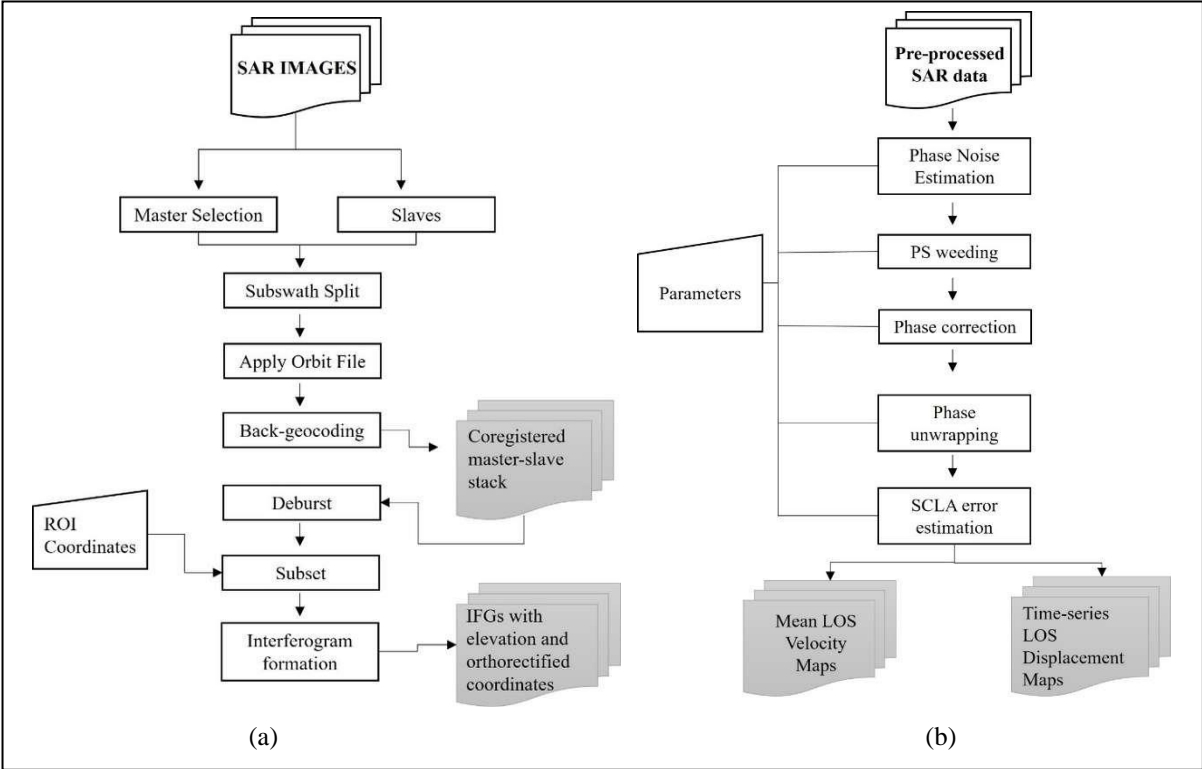 SAR IMAGES
Master Selection
Slaves
Subswath Split
Apply Orbit File
Back-geocoding
Coregistered
master-slave
stack
Deburst
ROI
Coordinates
Subset
Interferogram
formation
IFGs with
elevation and
orthorectified
coordinates
(a)
Pre-processed
SAR data
Phase Noise
Estimation
PS weeding
Parameters
Phase correction
Phase
unwrapping
SCLA error
estimation
Mean LOS
Velocity
Maps
Time-series
LOS
Displacement
Maps
(b)